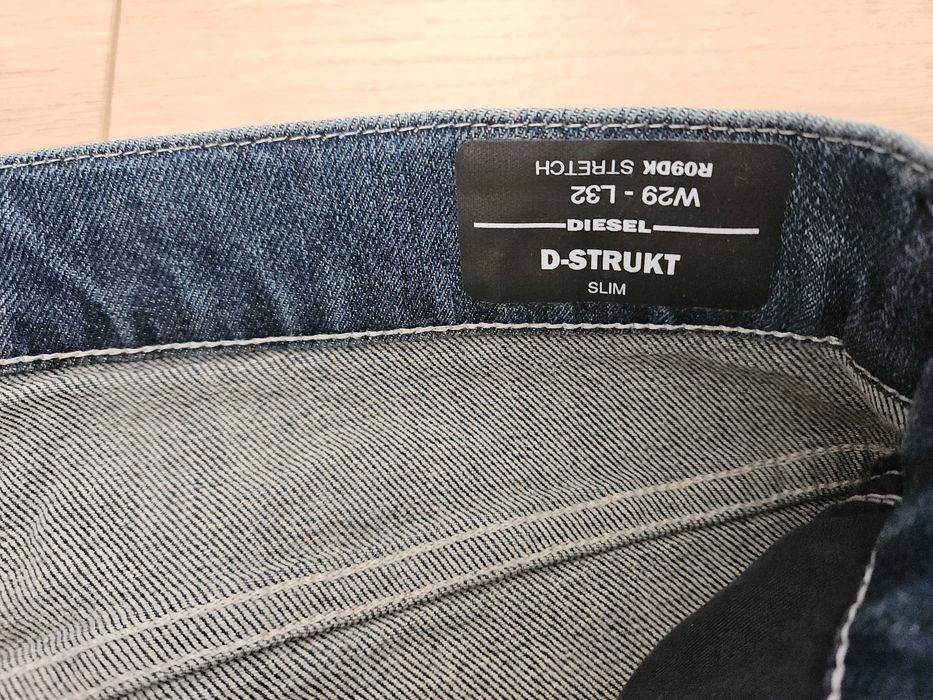 R09DK STRETCH
W29 - L32
DIESEL
D-STRUKT
SLIM